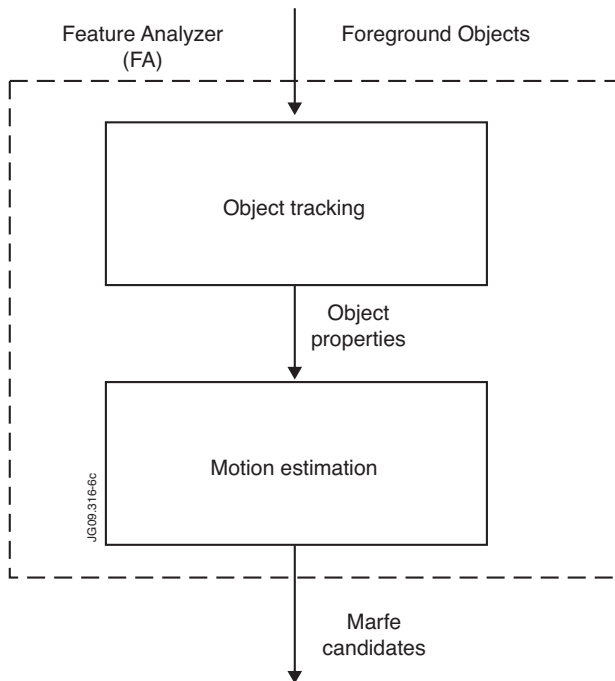 Feature Analyzer
(FA)
Foreground Objects
Object tracking
Object
properties
Motion estimation
JG09.316-6c
Marfe
candidates